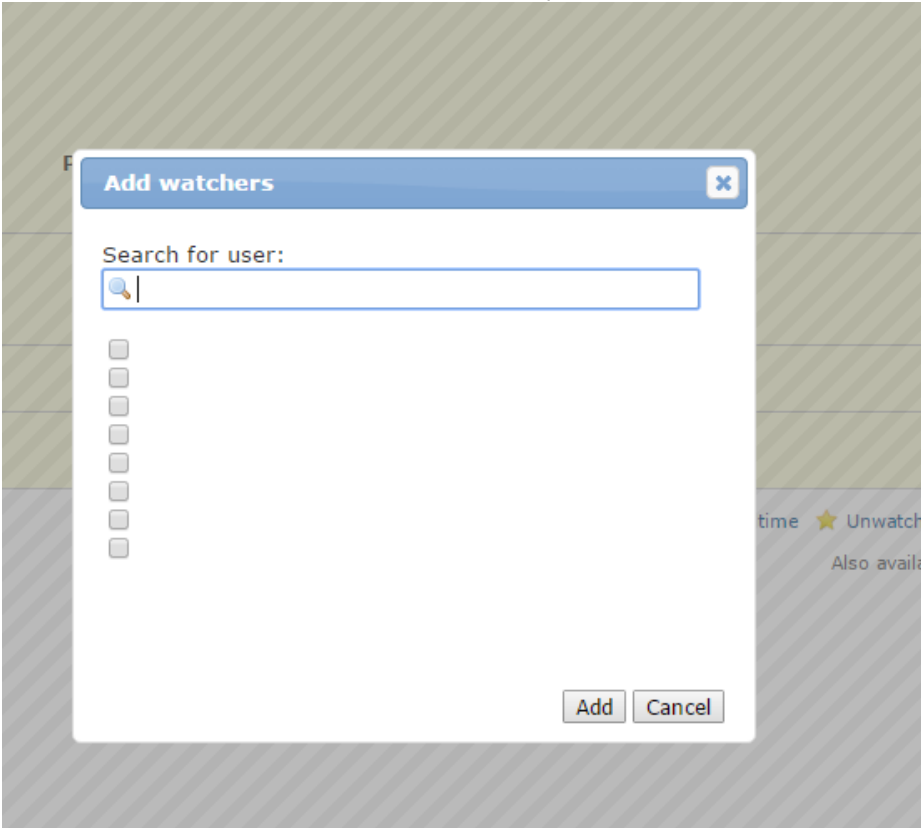 P
Add watchers
Search for user:
time Unwatch
Also availa
Add Cancel